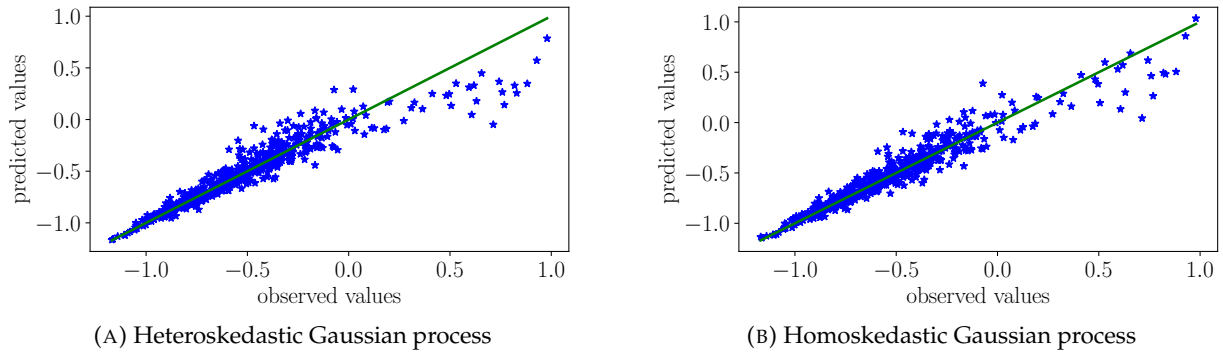 1.0
0.5
0.0
−0.5
−1.0
predicted values
−1.0 −0.5 0.0 0.5 1.0
observed values
(A) Heteroskedastic Gaussian process
1.0
0.5
0.0
−0.5
−1.0
predicted values
−1.0 −0.5 0.0 0.5 1.0
observed values
(B) Homoskedastic Gaussian process